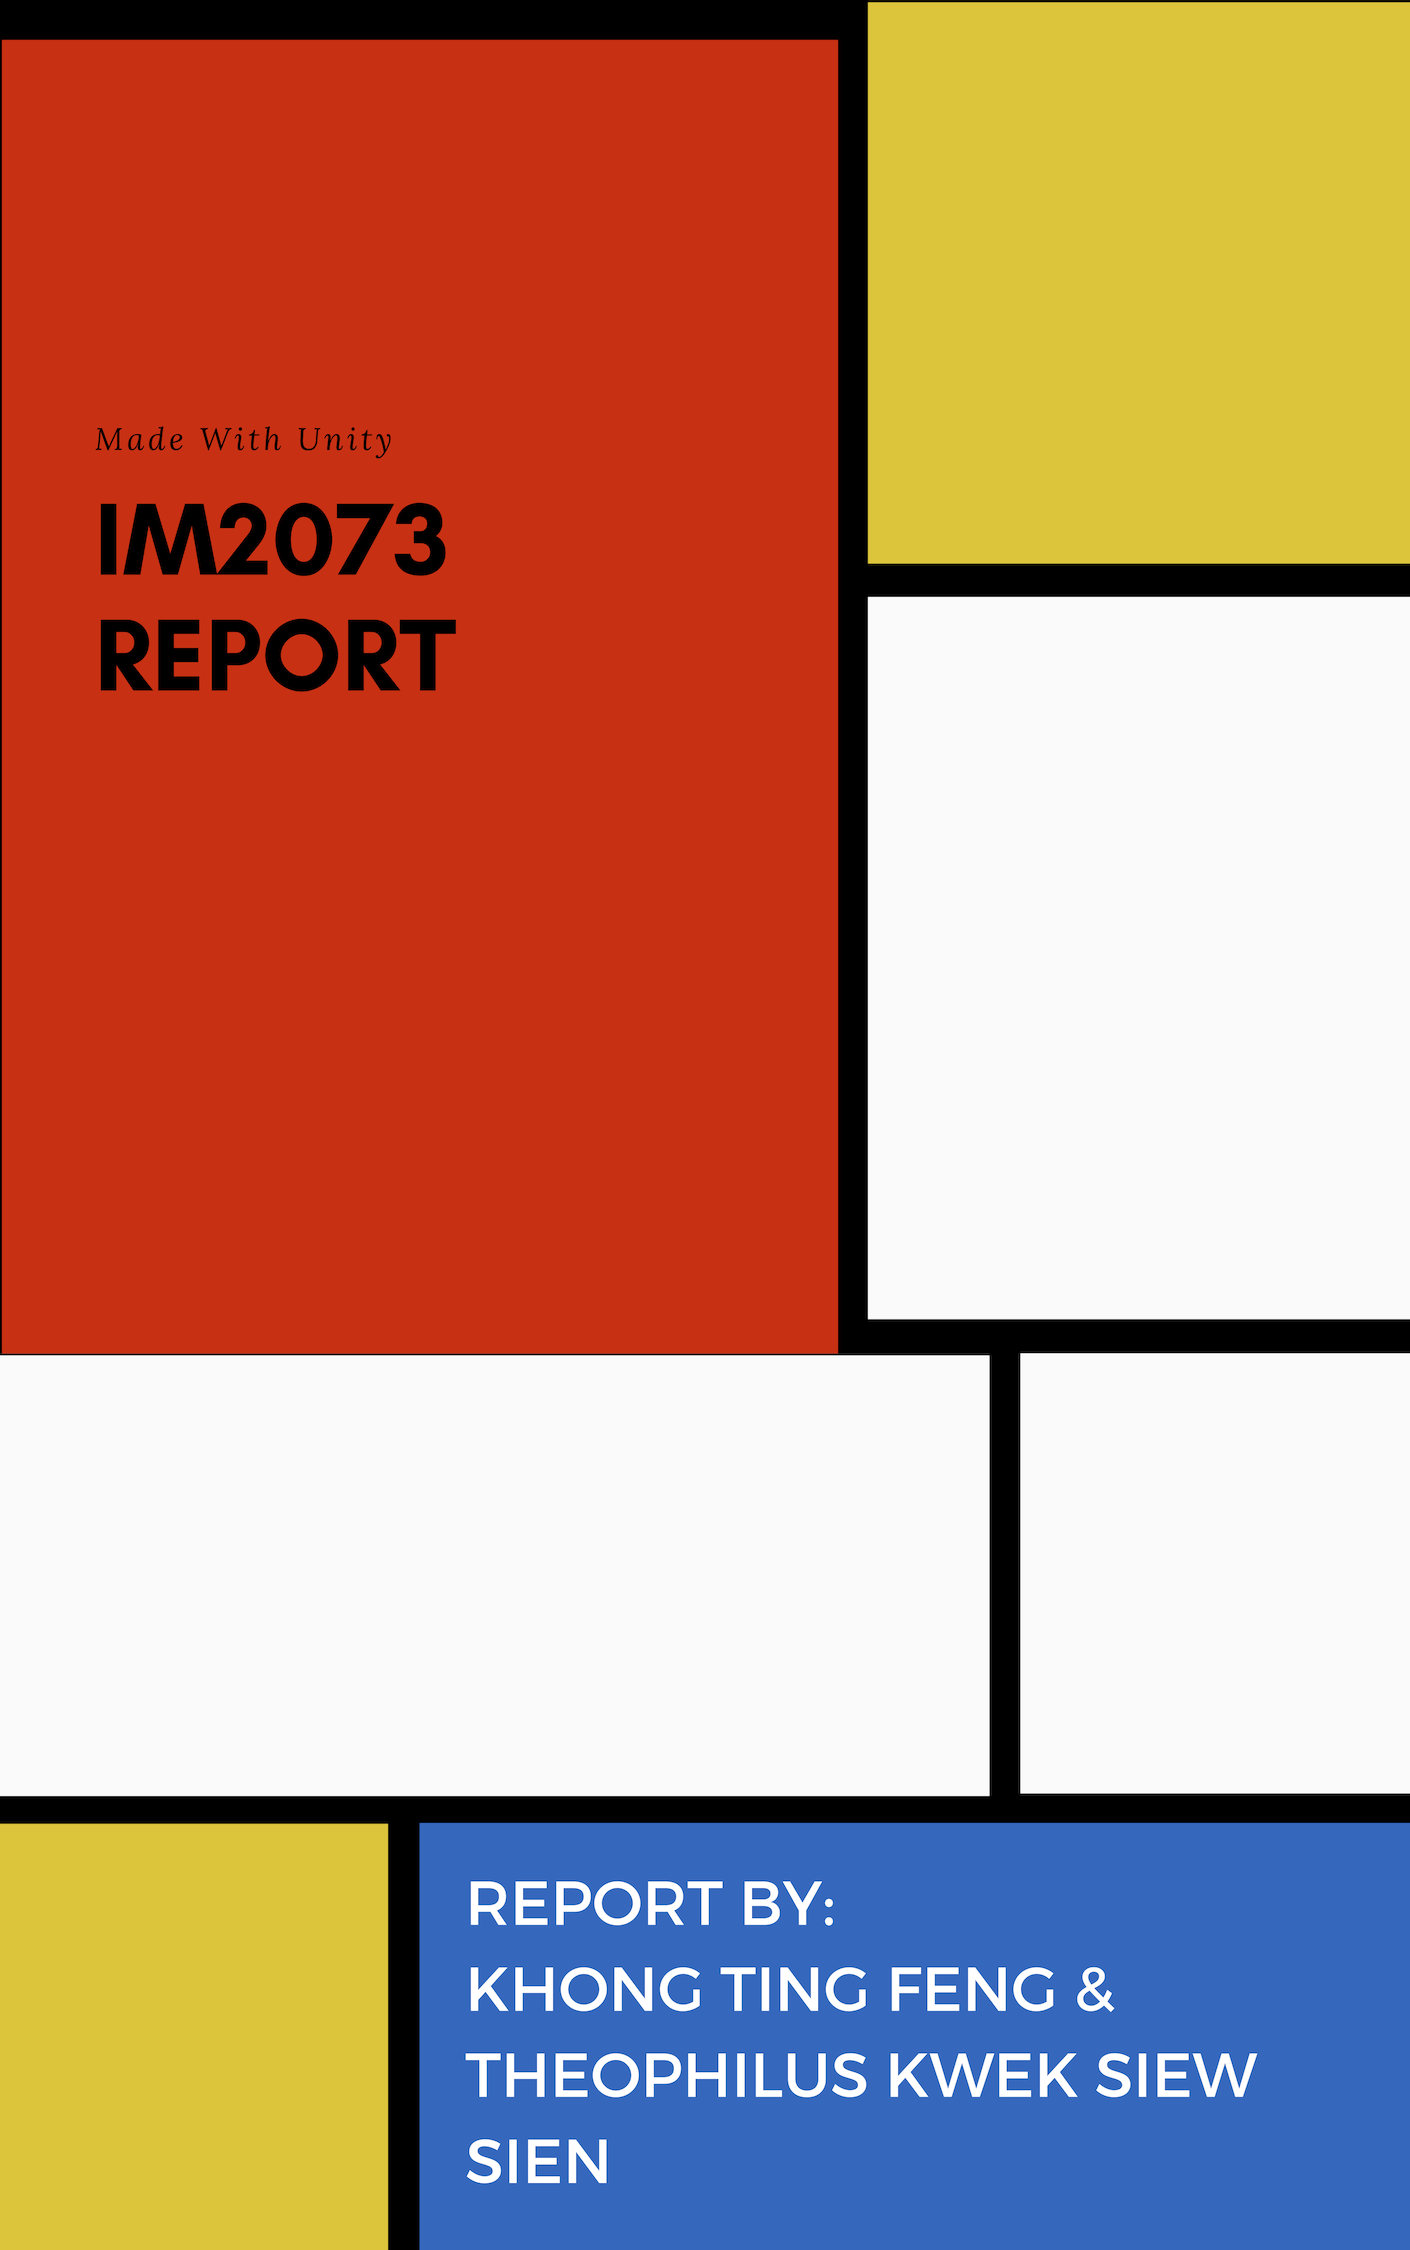 Made With Unity
IM2073
REPORT
REPORT BY:
KHONG TING FENG &
THEOPHILUS KWEK SIEW
SIEN